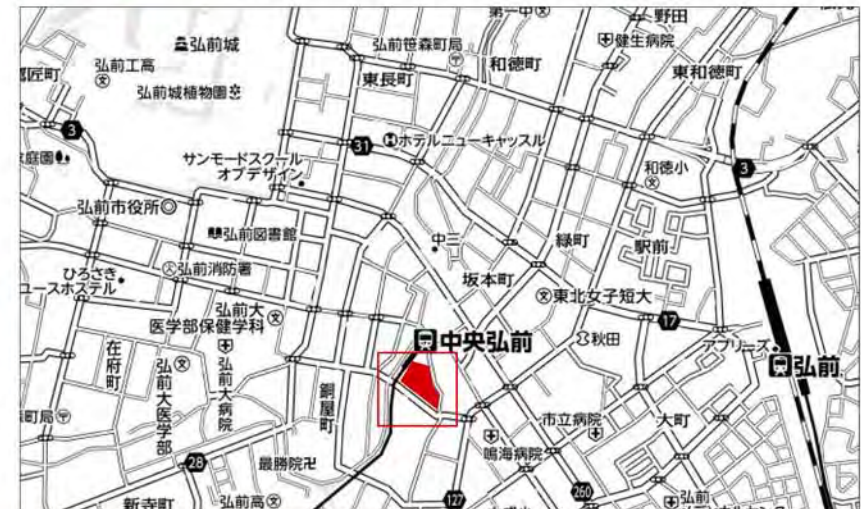 第一中
野田
弘前城
弘前笹森町局
健生病院
弘前工高
和徳町
東和徳町
東長町
弘前城植物園
3
31
ホテルニューキャッスル
サンモードスクール
オブデザイン
和徳小
3
弘前市役所
弘前図書館
中三
緑町
駅前
弘前消防署
坂本町
ひろさき
ユースホステル
東北女子短大
弘前大
医学部保健学科
17
中央弘前
秋田
アプリーズ
弘前
在府町
弘前大医学部
弘前大病院
銅屋町
市立病院
大町
鳴海病院
28
最勝院
新寺町
弘前高
127
260
弘前